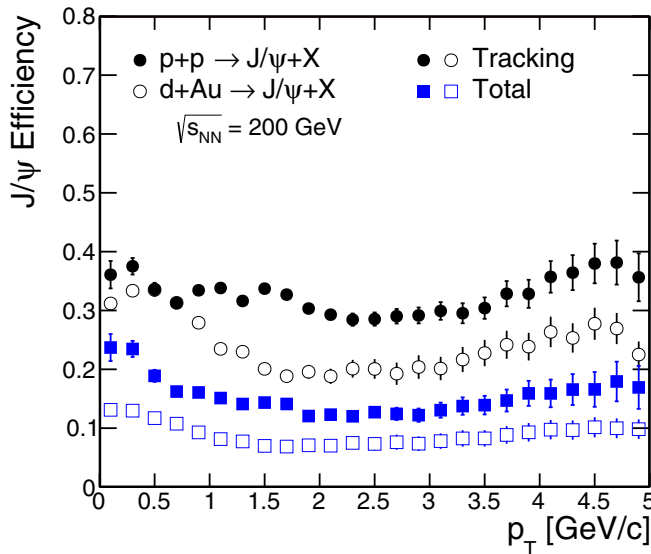 J/ψ Efficiency
0.8
0.7
0.6
0.5
0.4
0.3
0.2
0.1
0
p+p → J/ψ+X
d+Au → J/ψ+X
√s_NN = 200 GeV
Tracking
Total
0 0.5 1 1.5 2 2.5 3 3.5 4 4.5 5
p_T [GeV/c]